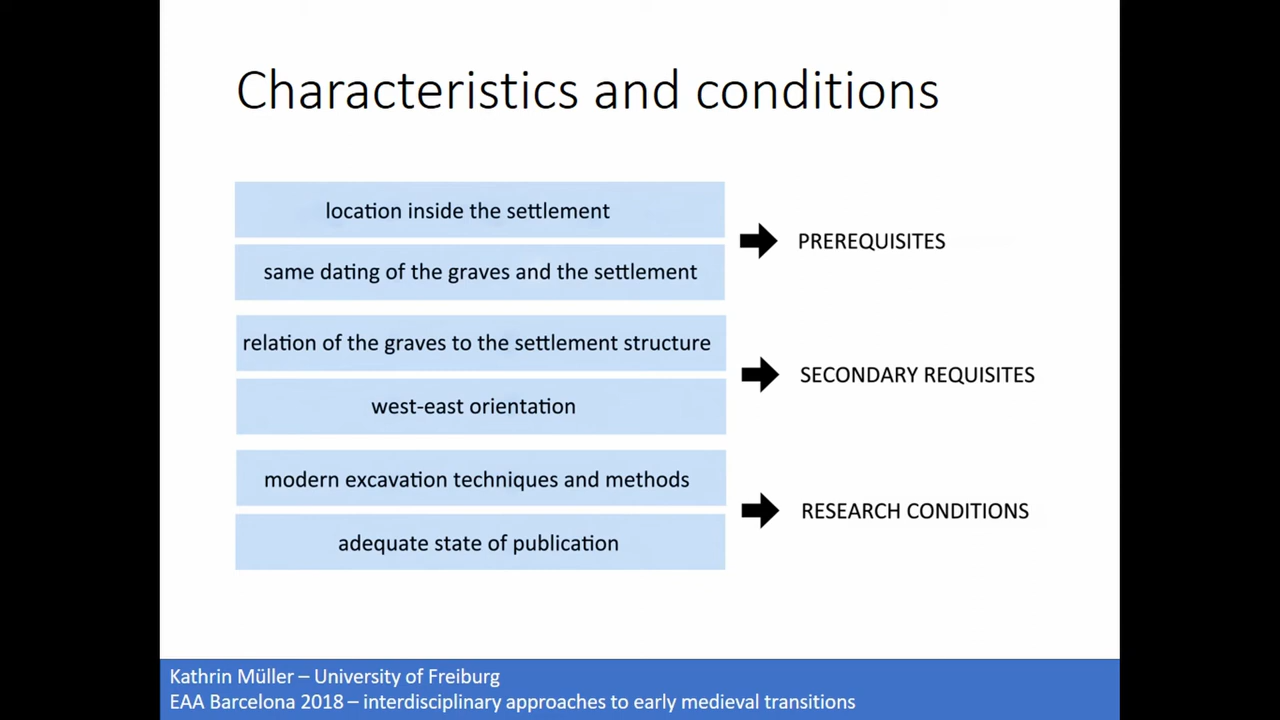 Characteristics and conditions
location inside the settlement
same dating of the graves and the settlement
PREREQUISITES
relation of the graves to the settlement structure
west-east orientation
SECONDARY REQUISITES
modern excavation techniques and methods
adequate state of publication
RESEARCH CONDITIONS
Kathrin Müller – University of Freiburg
EAA Barcelona 2018 – interdisciplinary approaches to early medieval transitions